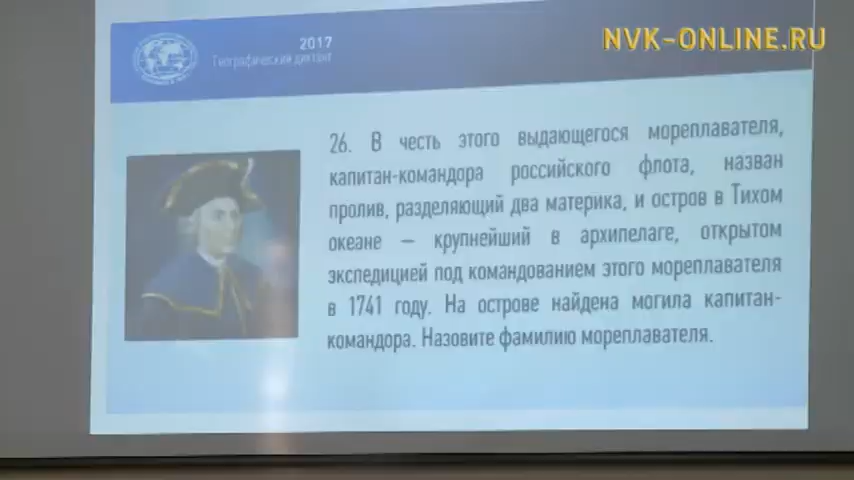 NVK-ONLINE.RU
2017
Географический диктант
26. В честь этого выдающегося мореплавателя,
капитан-командора российского флота, назван
пролив, разделяющий два материка, и остров в Тихом
океане – крупнейший в архипелаге, открытом
экспедицией под командованием этого мореплавателя
в 1741 году. На острове найдена могила капитан-
командора. Назовите фамилию мореплавателя.